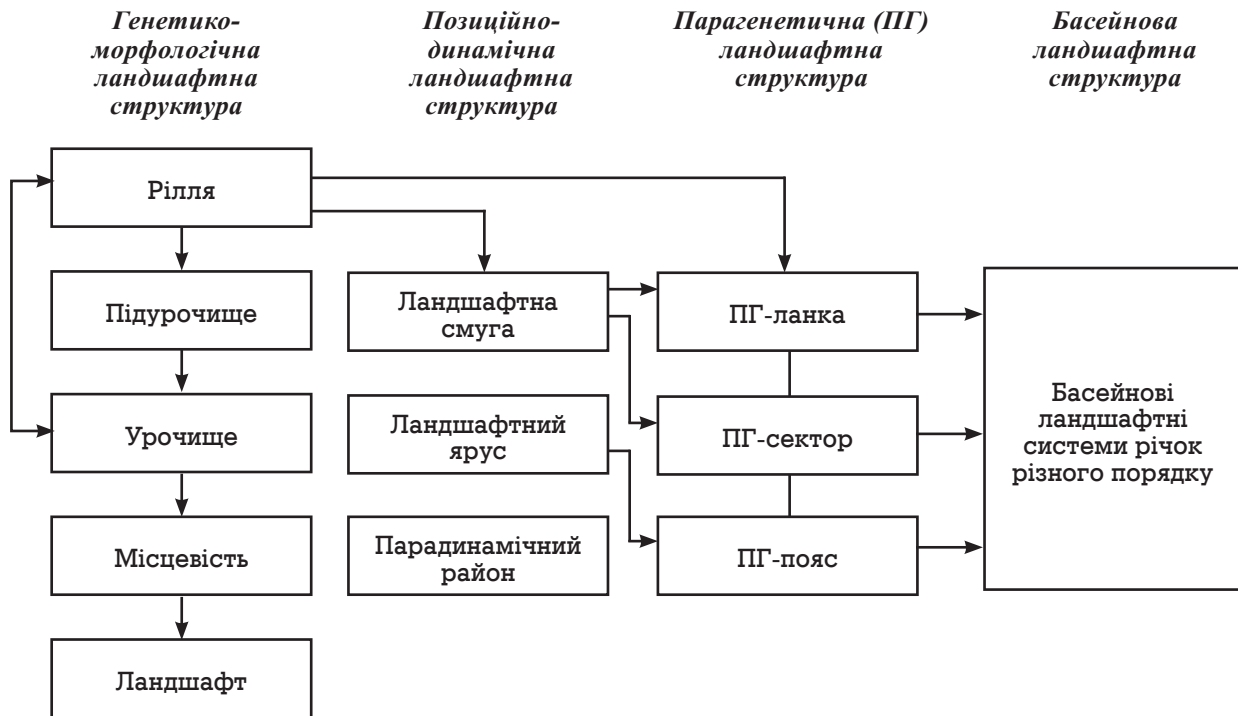 Генетико-
морфологічна
ландшафтна
структура
Позиційно-
динамічна
ландшафтна
структура
Парагенетична (ПГ)
ландшафтна
структура
Басейнова
ландшафтна
структура
Рілля
Підурочище
Урочище
Місцевість
Ландшафт
Ландшафтна
смуга
Ландшафтний
ярус
Парадинамічний
район
ПГ-ланка
ПГ-сектор
ПГ-пояс
Басейнові
ландшафтні
системи річок
різного порядку